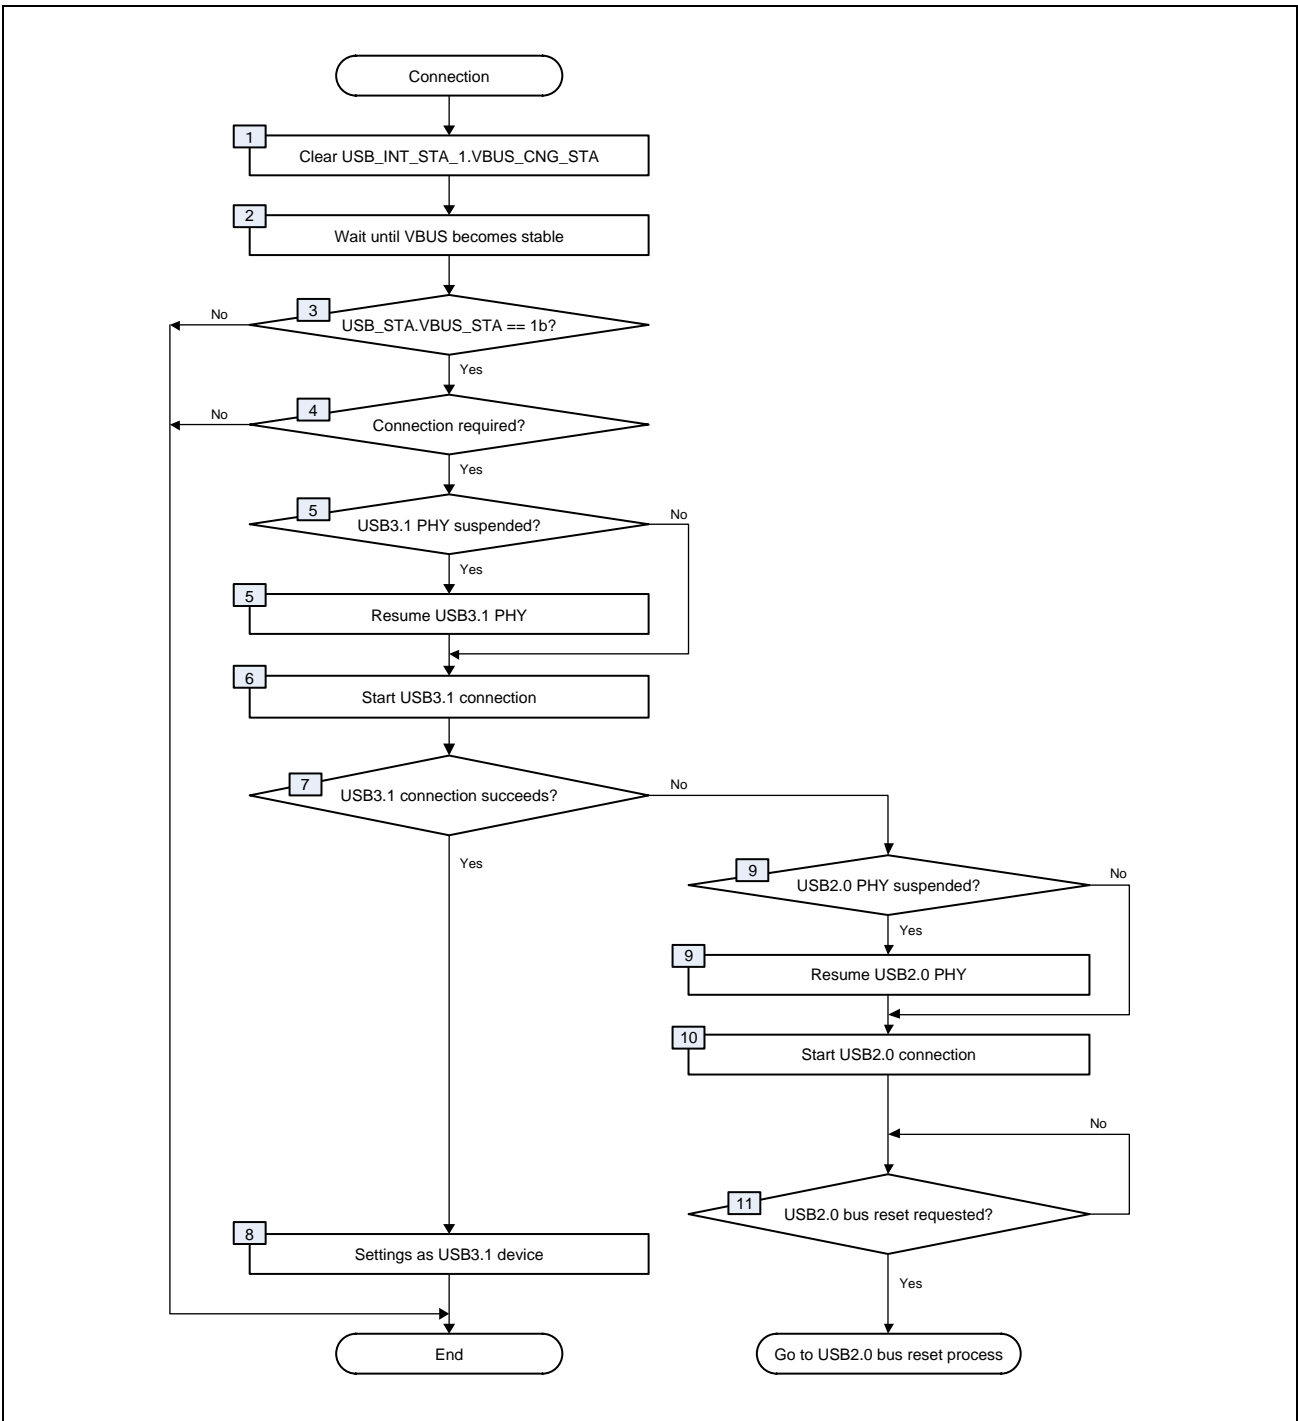 Connection
1
Clear USB_INT_STA_1.VBUS_CNG_STA
2
Wait until VBUS becomes stable
3
No
USB_STA.VBUS_STA == 1b?
Yes
4
No
Connection required?
Yes
5
No
USB3.1 PHY suspended?
Yes
5
Resume USB3.1 PHY
6
Start USB3.1 connection
7
No
USB3.1 connection succeeds?
Yes
9
No
USB2.0 PHY suspended?
Yes
9
Resume USB2.0 PHY
10
Start USB2.0 connection
No
11
USB2.0 bus reset requested?
8
Settings as USB3.1 device
Yes
End
Go to USB2.0 bus reset process